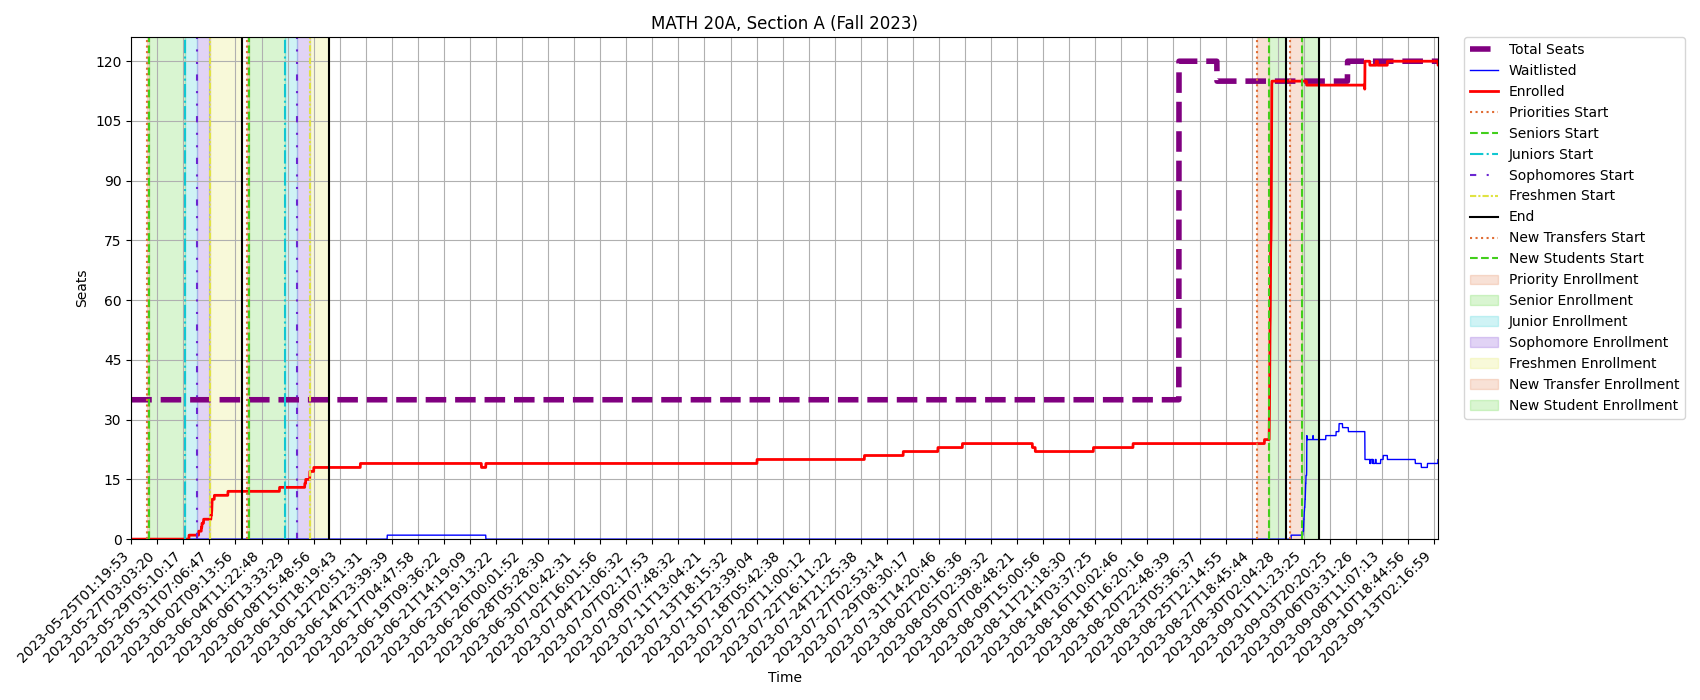 MATH 20A, Section A (Fall 2023)
Seats
120
105
90
75
60
45
30
15
0
2023-05-25T01:19:53
2023-05-27T03:03:20
2023-05-29T05:10:17
2023-05-31T07:06:47
2023-06-02T09:13:56
2023-06-04T11:22:48
2023-06-06T13:33:29
2023-06-08T15:48:56
2023-06-10T18:19:43
2023-06-12T20:51:31
2023-06-14T23:39:39
2023-06-17T04:47:58
2023-06-19T09:36:22
2023-06-21T14:19:09
2023-06-23T19:13:22
2023-06-26T00:01:52
2023-06-28T05:28:30
2023-06-30T10:42:31
2023-07-02T16:01:56
2023-07-04T21:06:32
2023-07-07T02:17:53
2023-07-09T07:48:32
2023-07-11T13:04:21
2023-07-13T18:15:32
2023-07-15T23:39:04
2023-07-18T05:42:38
2023-07-20T11:00:12
2023-07-22T16:11:22
2023-07-24T21:25:38
2023-07-27T02:53:14
2023-07-29T08:30:17
2023-07-31T14:20:46
2023-08-02T20:16:36
2023-08-05T02:39:32
2023-08-07T08:48:21
2023-08-09T15:00:56
2023-08-11T21:18:30
2023-08-14T03:37:25
2023-08-16T10:02:46
2023-08-18T16:20:16
2023-08-20T22:48:39
2023-08-23T05:36:37
2023-08-25T12:14:55
2023-08-27T18:45:44
2023-08-30T02:04:28
2023-09-01T11:23:25
2023-09-03T20:20:25
2023-09-06T03:31:26
2023-09-08T11:07:13
2023-09-10T18:44:56
2023-09-13T02:16:59
Time
Total Seats
Waitlisted
Enrolled
Priorities Start
Seniors Start
Juniors Start
Sophomores Start
Freshmen Start
End
New Transfers Start
New Students Start
Priority Enrollment
Senior Enrollment
Junior Enrollment
Sophomore Enrollment
Freshmen Enrollment
New Transfer Enrollment
New Student Enrollment